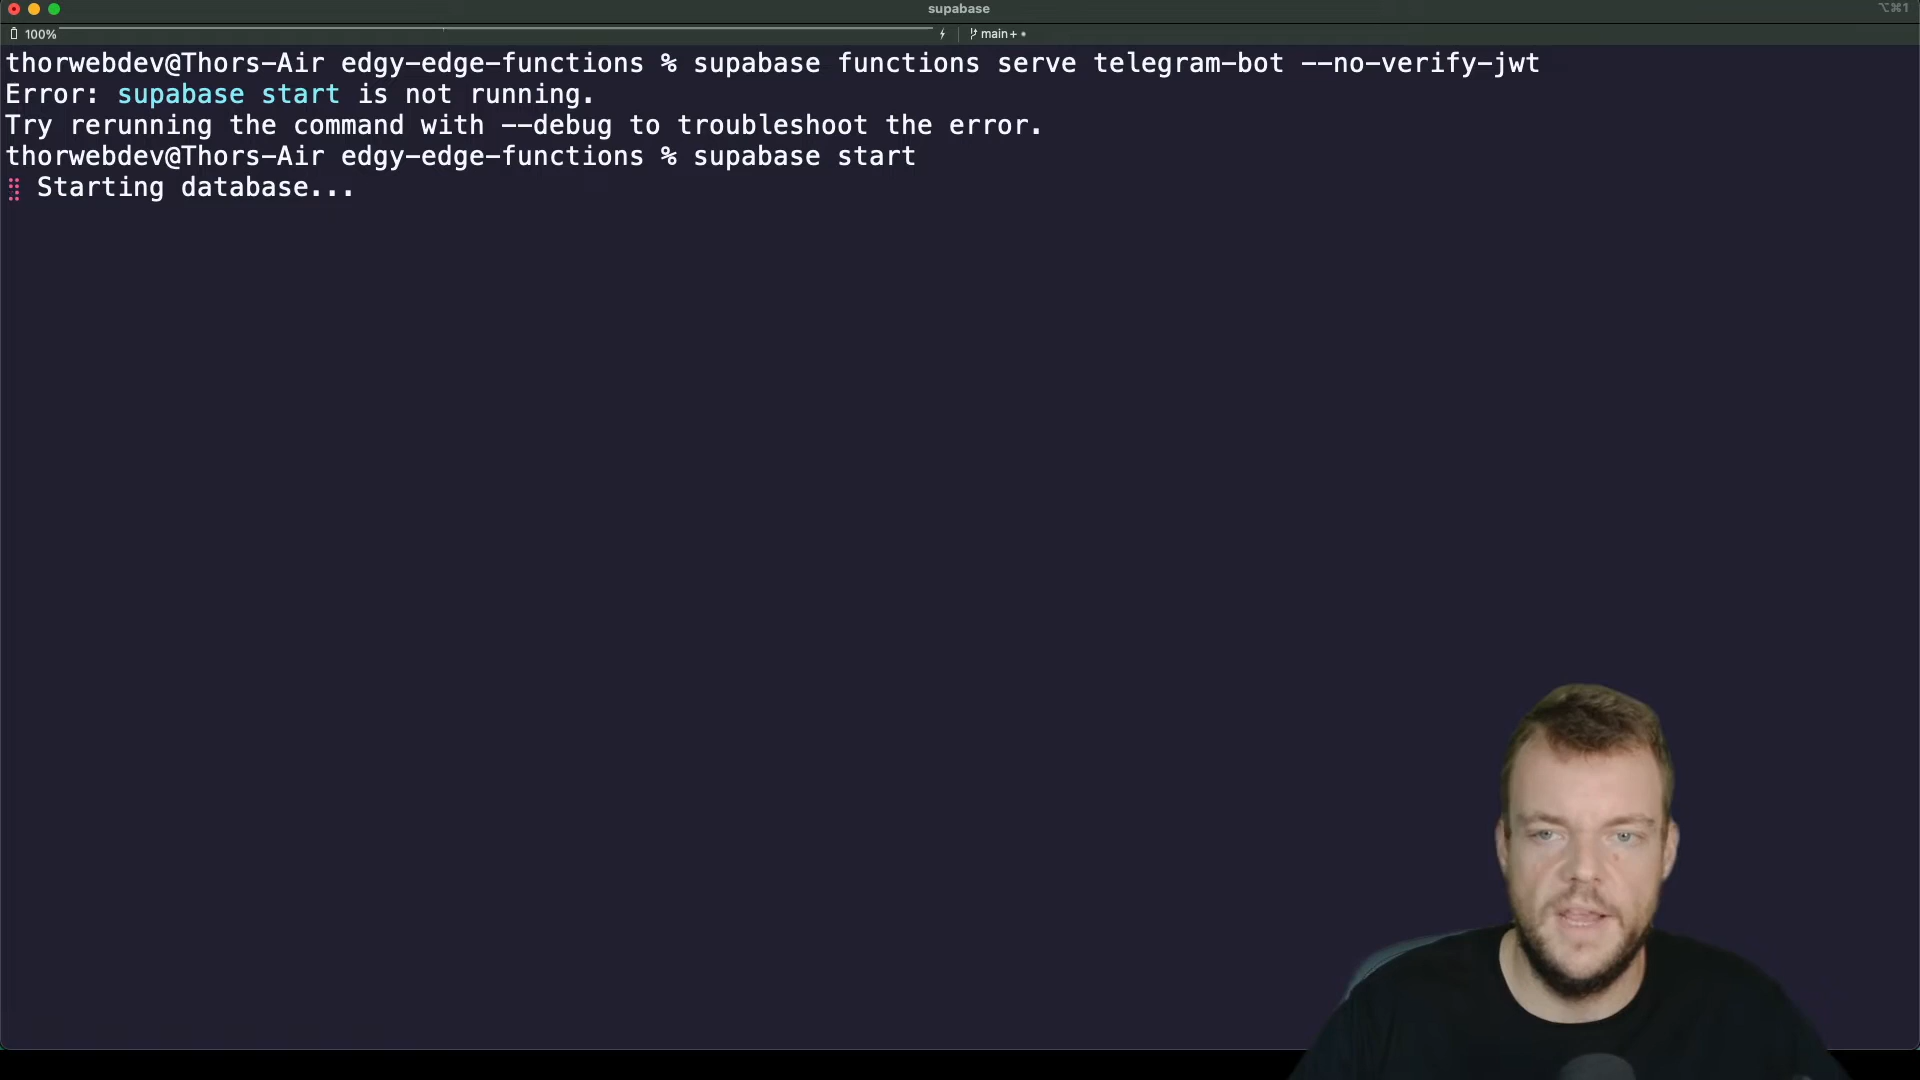 supabase
⌥⌘1
100%
main+•
thorwebdev@Thors-Air edgy-edge-functions % supabase functions serve telegram-bot --no-verify-jwt
Error: supabase start is not running.
Try rerunning the command with --debug to troubleshoot the error.
thorwebdev@Thors-Air edgy-edge-functions % supabase start
Starting database...